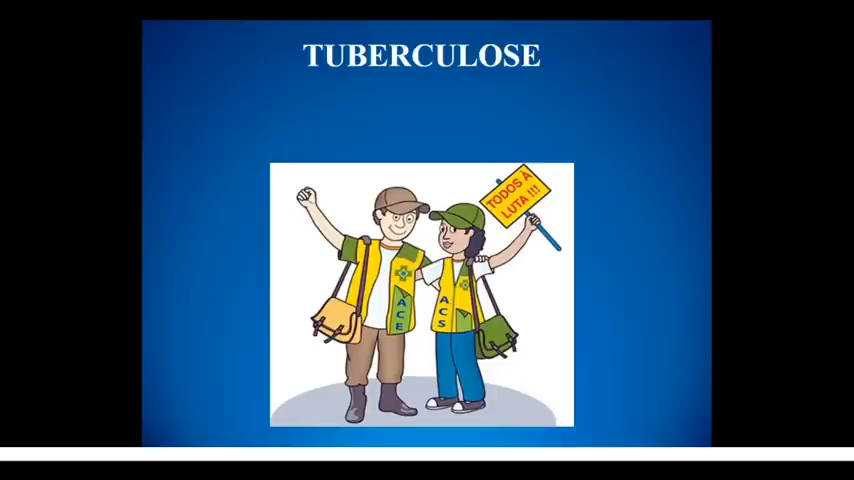 TUBERCULOSE
TODOS À
LUTA !!!
ACE
ACS